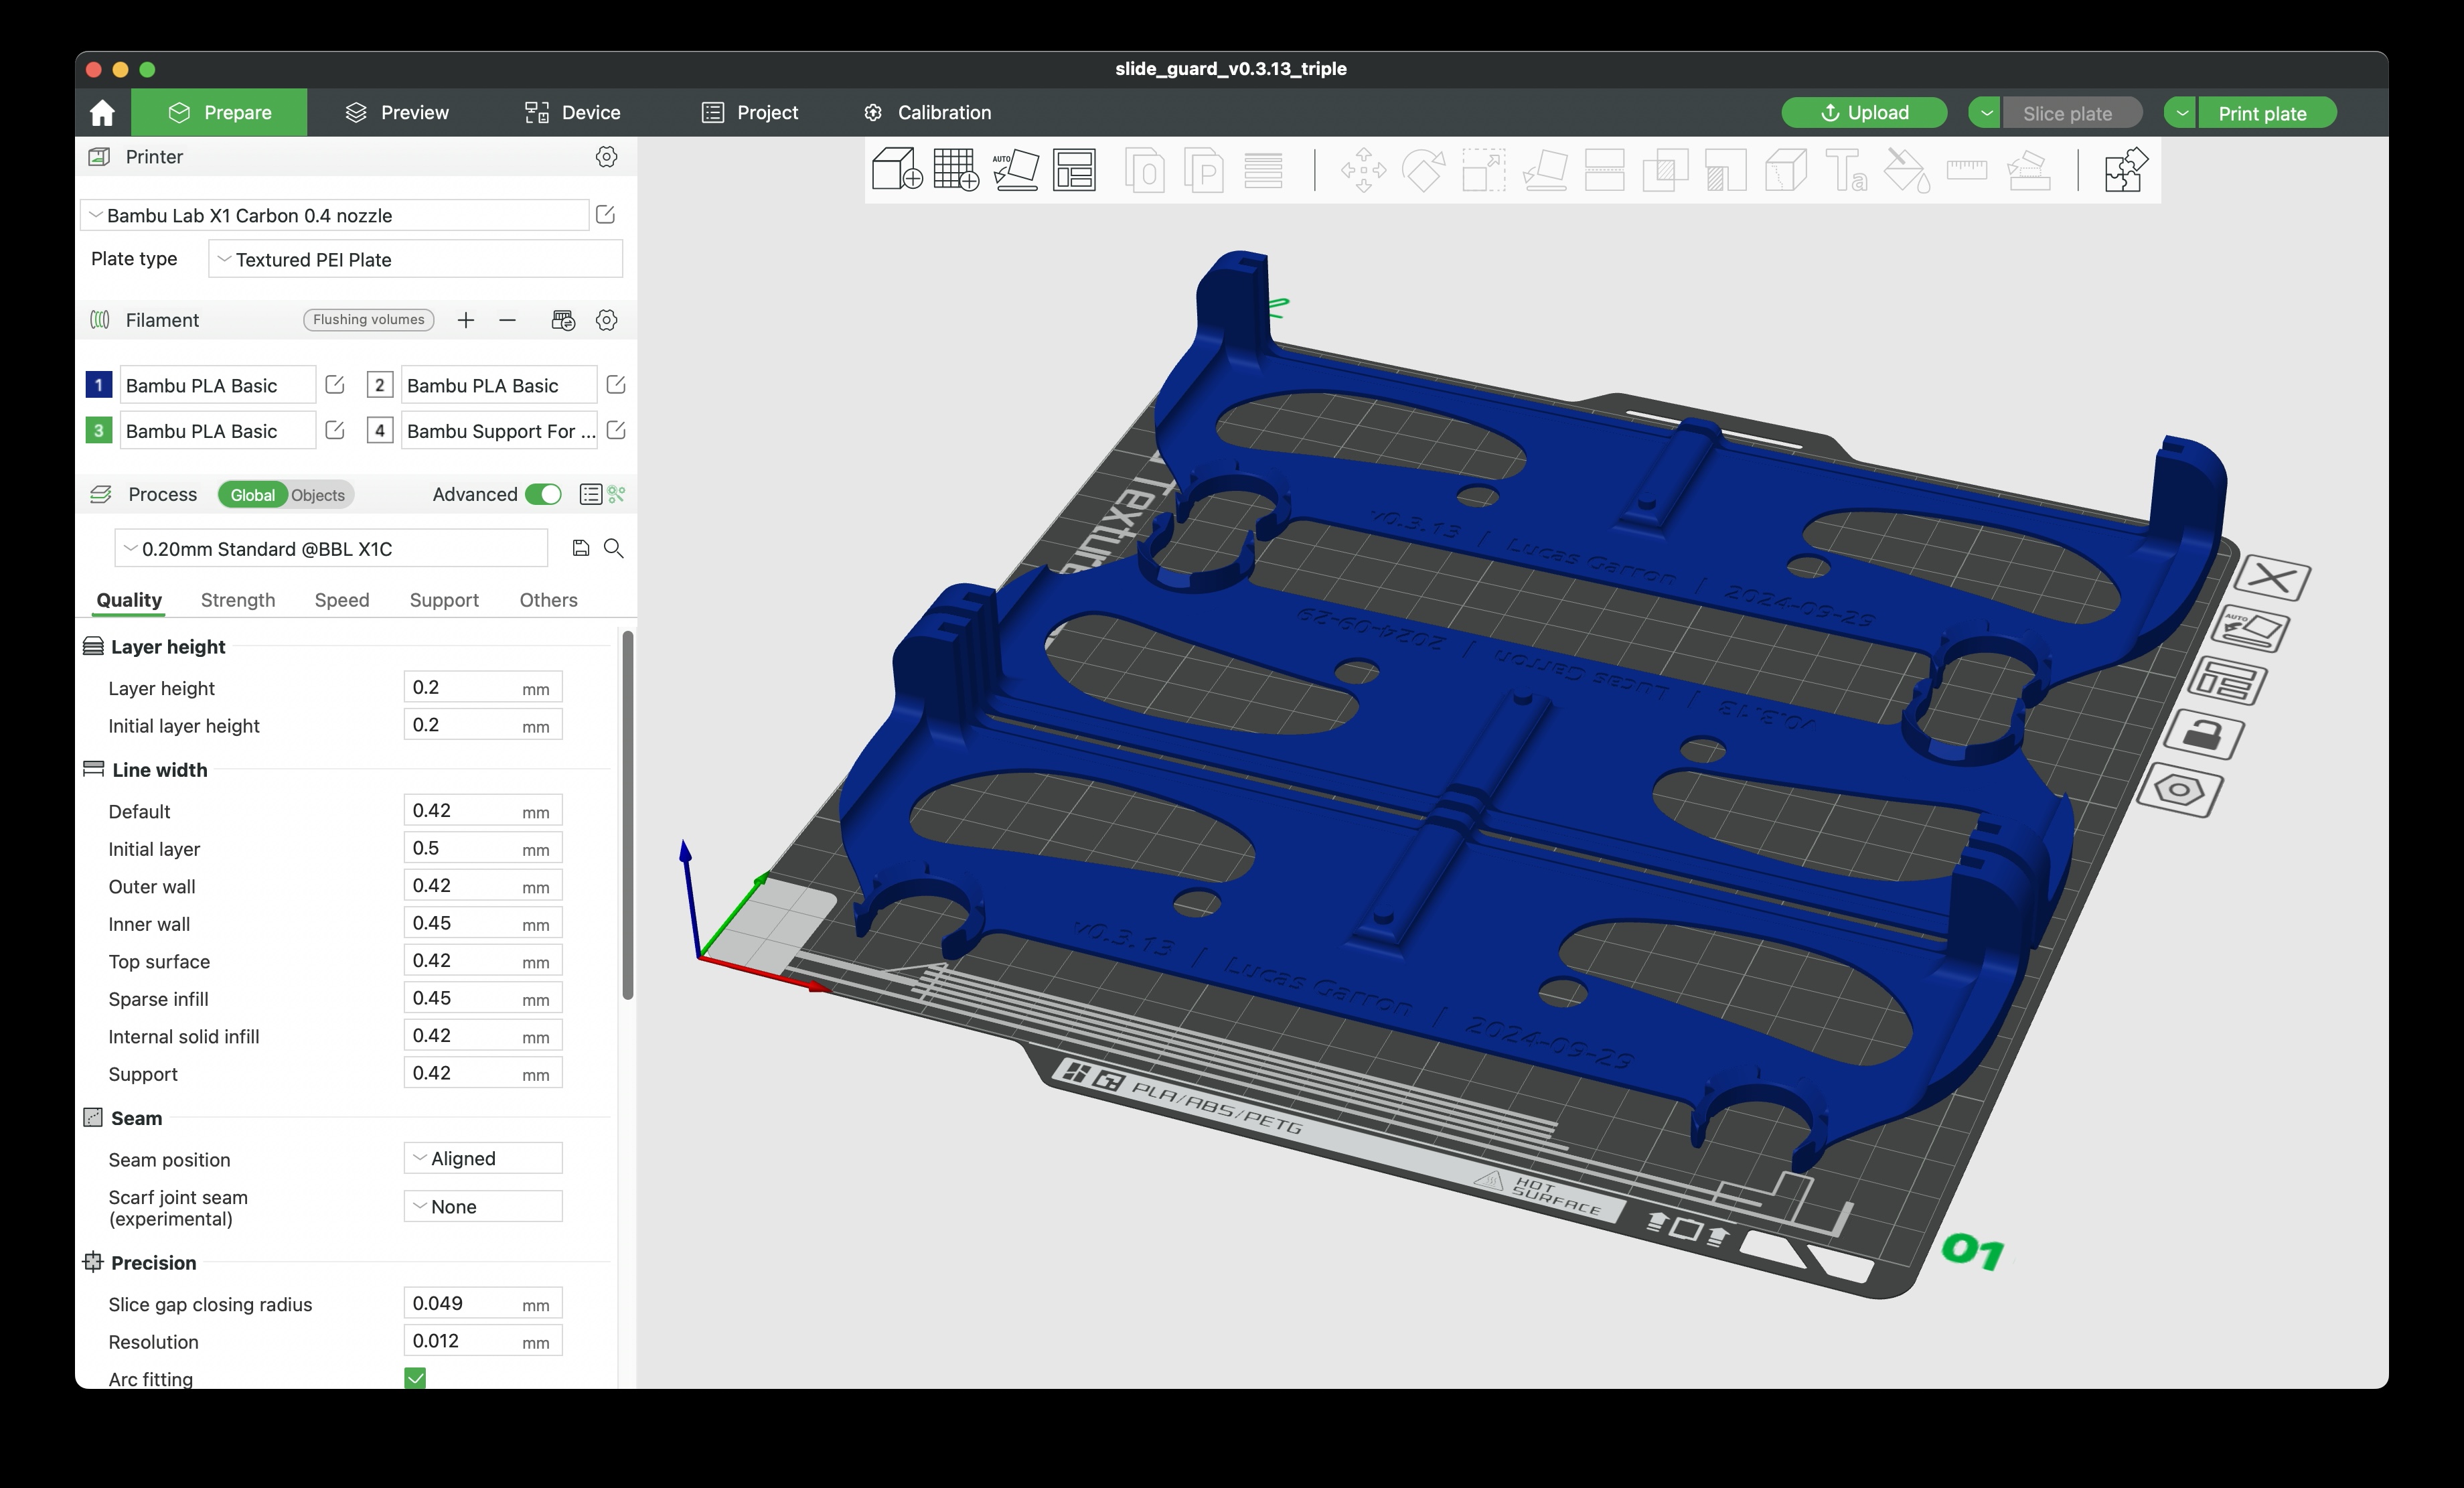 slide_guard_v0.3.13_triple
Prepare
Preview
Device
Project
Calibration
Upload
Slice plate
Print plate
Printer
Bambu Lab X1 Carbon 0.4 nozzle
Plate type
Textured PEI Plate
Filament
Flushing volumes
1
Bambu PLA Basic
2
Bambu PLA Basic
3
Bambu PLA Basic
4
Bambu Support For ...
Process
Global
Objects
Advanced
0.20mm Standard @BBL X1C
Quality
Strength
Speed
Support
Others
Layer height
Layer height
0.2 mm
Initial layer height
0.2 mm
Line width
Default
0.42 mm
Initial layer
0.5 mm
Outer wall
0.42 mm
Inner wall
0.45 mm
Top surface
0.42 mm
Sparse infill
0.45 mm
Internal solid infill
0.42 mm
Support
0.42 mm
Seam
Seam position
Aligned
Scarf joint seam
(experimental)
None
Precision
Slice gap closing radius
0.049 mm
Resolution
0.012 mm
Arc fitting
AUTO
O
P
Ta
v0.3.13 | Lucas Garron | 2024-09-29
v0.3.13 | Lucas Garron | 2024-09-29
v0.3.13 | Lucas Garron | 2024-09-29
AUTO
PLA/ABS/PETG
HOT
SURFACE
01